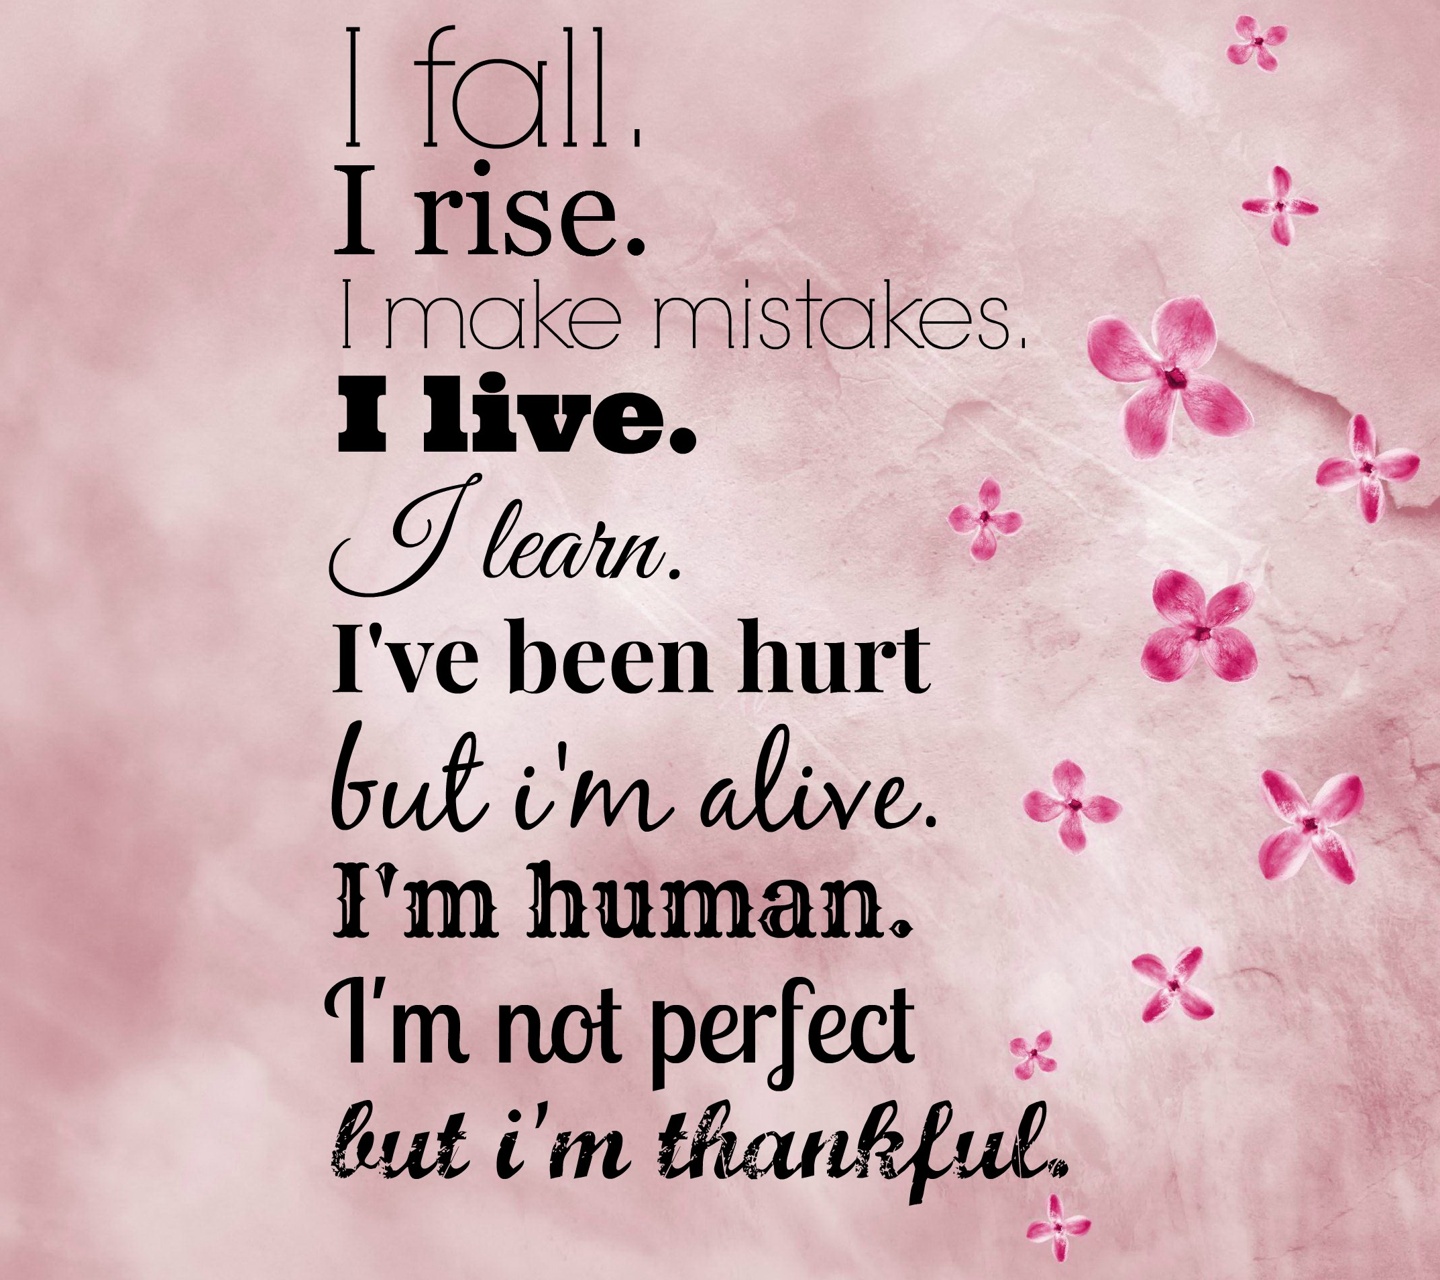 I fall.
I rise.
I make mistakes.
I live.
I learn.
I've been hurt
but i'm alive.
I'm human.
I'm not perfect
but i'm thankful.